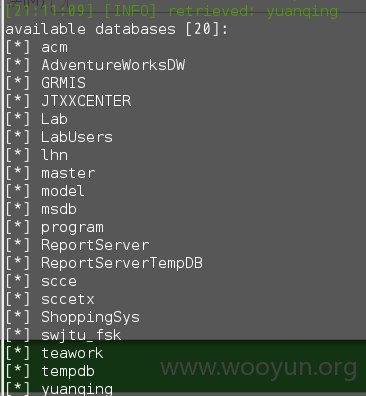 [21:11:09] [INFO] retrieved: yuanqing
available databases [20]:
[*] acm
[*] AdventureWorksDW
[*] GRMIS
[*] JTXXCENTER
[*] Lab
[*] LabUsers
[*] lhn
[*] master
[*] model
[*] msdb
[*] program
[*] ReportServer
[*] ReportServerTempDB
[*] scce
[*] sccetx
[*] ShoppingSys
[*] swjtu_fsk
[*] teawork
[*] tempdb
[*] yuanqing
www.wooyun.org